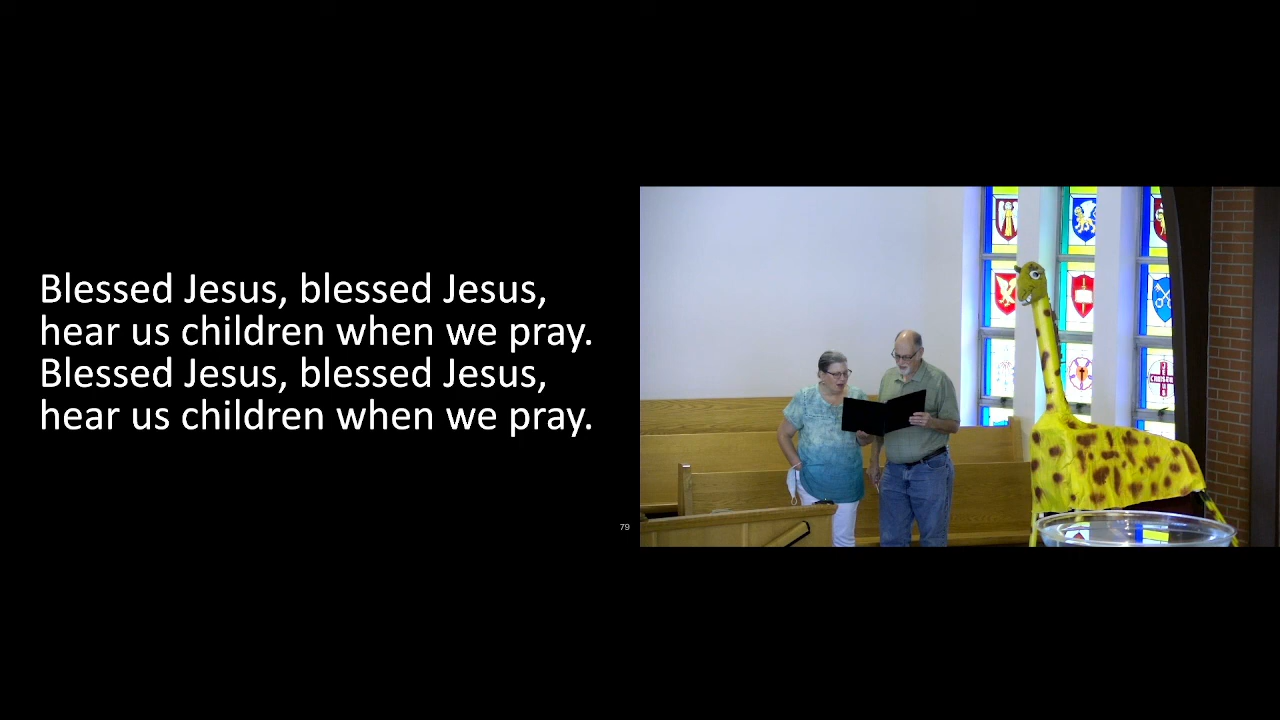 Blessed Jesus, blessed Jesus,
hear us children when we pray.
Blessed Jesus, blessed Jesus,
hear us children when we pray.
79